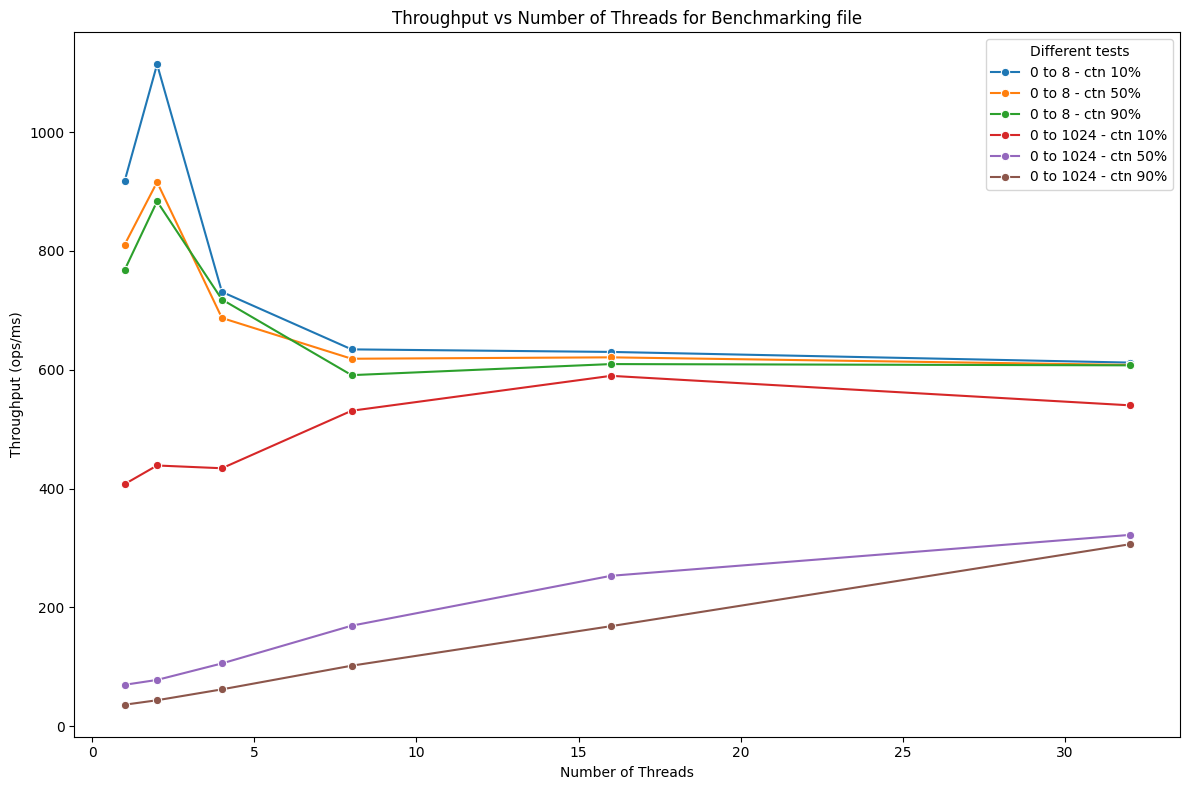 Throughput vs Number of Threads for Benchmarking file
Different tests
0 to 8 - ctn 10%
0 to 8 - ctn 50%
0 to 8 - ctn 90%
0 to 1024 - ctn 10%
0 to 1024 - ctn 50%
0 to 1024 - ctn 90%
Throughput (ops/ms)
1000
800
600
400
200
0
0 5 10 15 20 25 30
Number of Threads